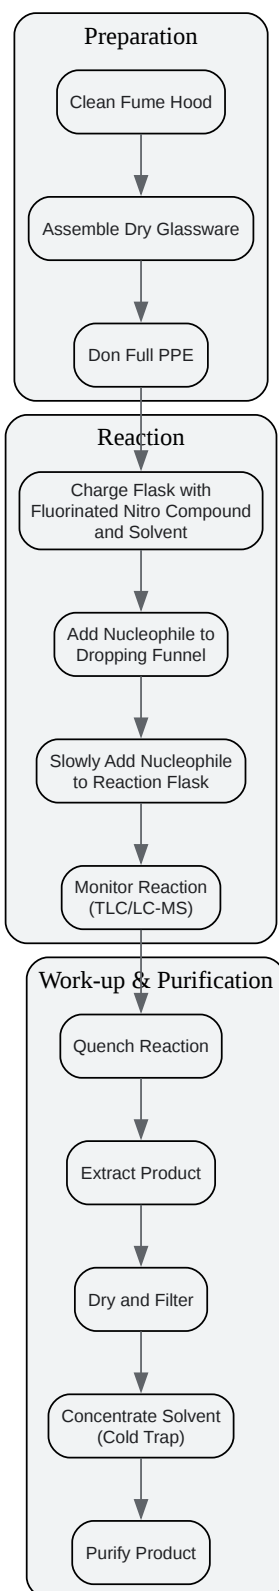 Preparation
Clean Fume Hood
Assemble Dry Glassware
Don Full PPE
Reaction
Charge Flask with
Fluorinated Nitro Compound
and Solvent
Add Nucleophile to
Dropping Funnel
Slowly Add Nucleophile
to Reaction Flask
Monitor Reaction
(TLC/LC-MS)
Work-up & Purification
Quench Reaction
Extract Product
Dry and Filter
Concentrate Solvent
(Cold Trap)
Purify Product